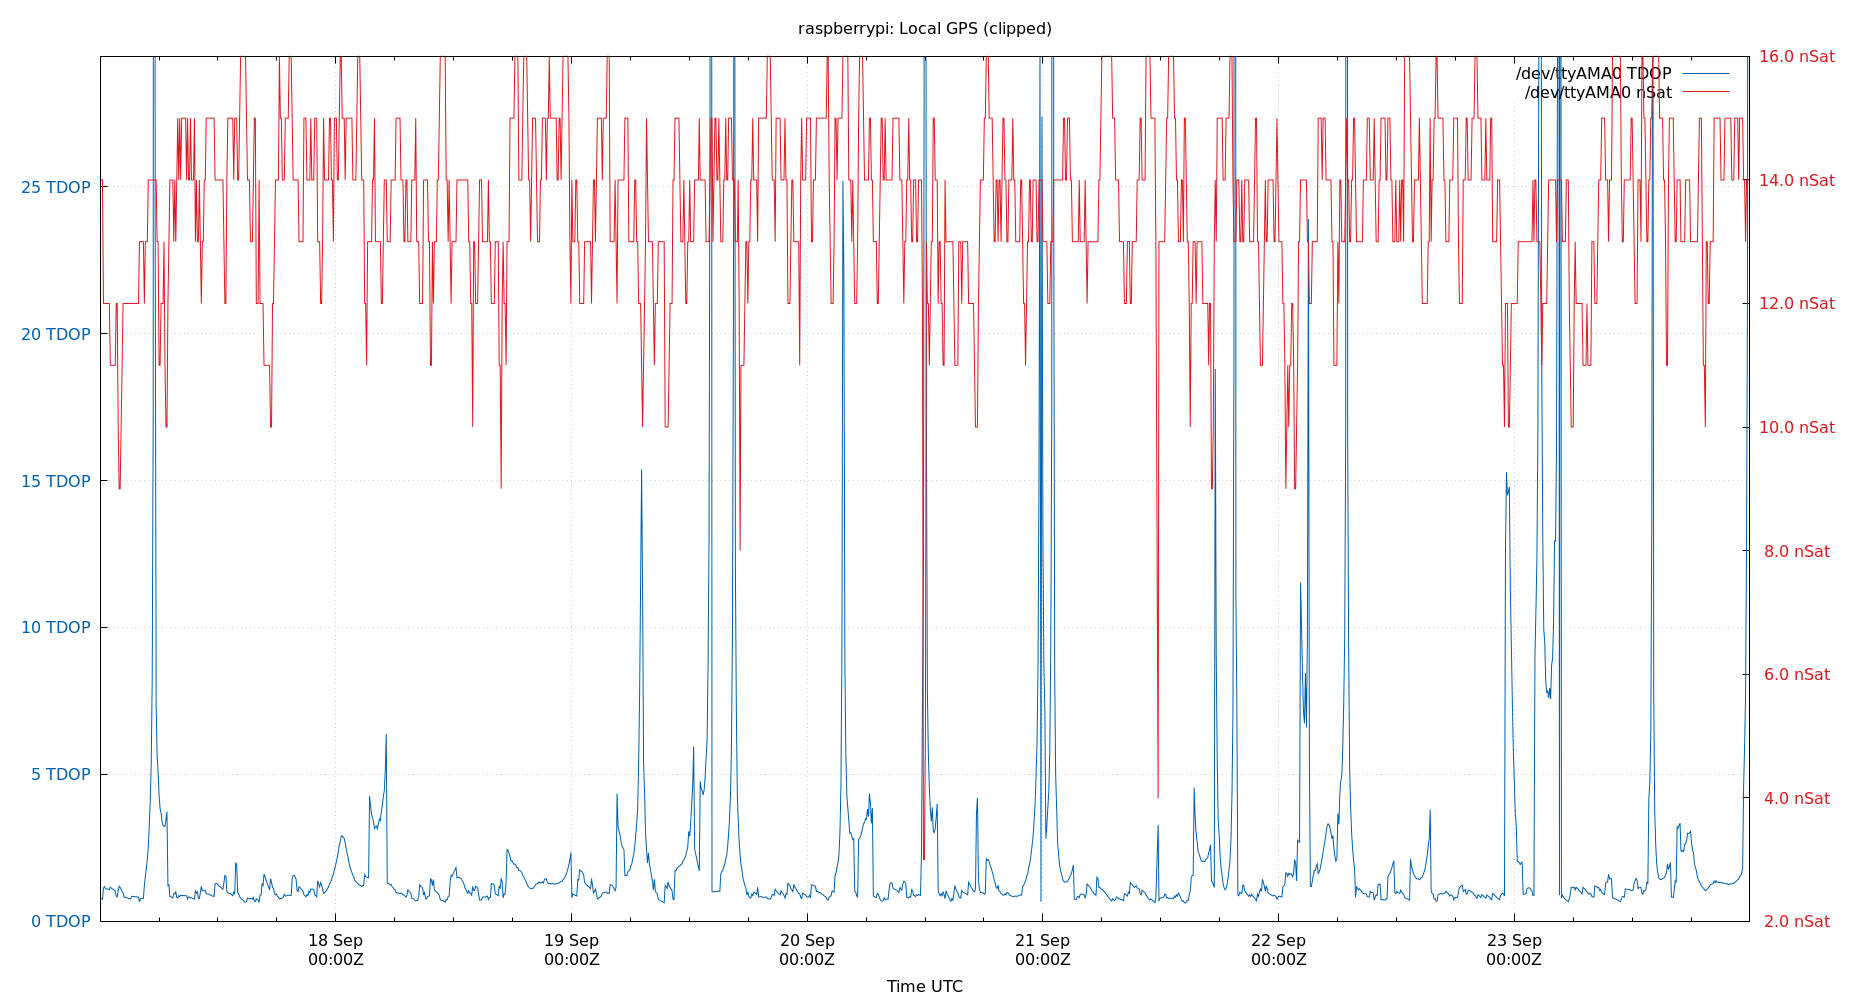 raspberrypi: Local GPS (clipped)
/dev/ttyAMA0 TDOP
/dev/ttyAMA0 nSat
25 TDOP
20 TDOP
15 TDOP
10 TDOP
5 TDOP
0 TDOP
16.0 nSat
14.0 nSat
12.0 nSat
10.0 nSat
8.0 nSat
6.0 nSat
4.0 nSat
2.0 nSat
18 Sep
00:00Z
19 Sep
00:00Z
20 Sep
00:00Z
21 Sep
00:00Z
22 Sep
00:00Z
23 Sep
00:00Z
Time UTC